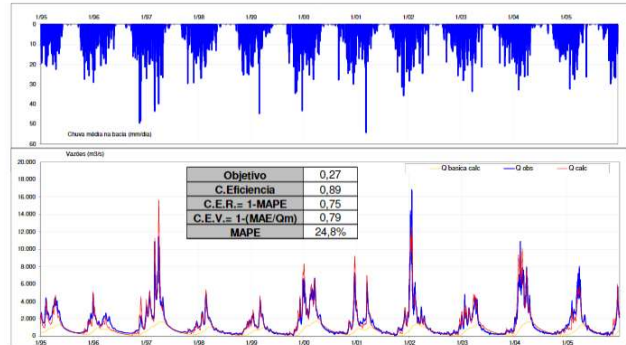 1/95 1/96 1/97 1/98 1/99 1/00 1/01 1/02 1/03 1/04 1/05
0
10
20
30
40
50
60
Chuva média na bacia (mm/dia)
Vazões (m3/s)
20.000
18.000
16.000
14.000
12.000
10.000
8.000
6.000
4.000
2.000
0
Q basica calc Q obs Q calc
Objetivo 0,27
C.Eficiencia 0,89
C.E.R.= 1-MAPE 0,75
C.E.V.= 1-(MAE/Qm) 0,79
MAPE 24,8%
1/95 1/96 1/97 1/98 1/99 1/00 1/01 1/02 1/03 1/04 1/05